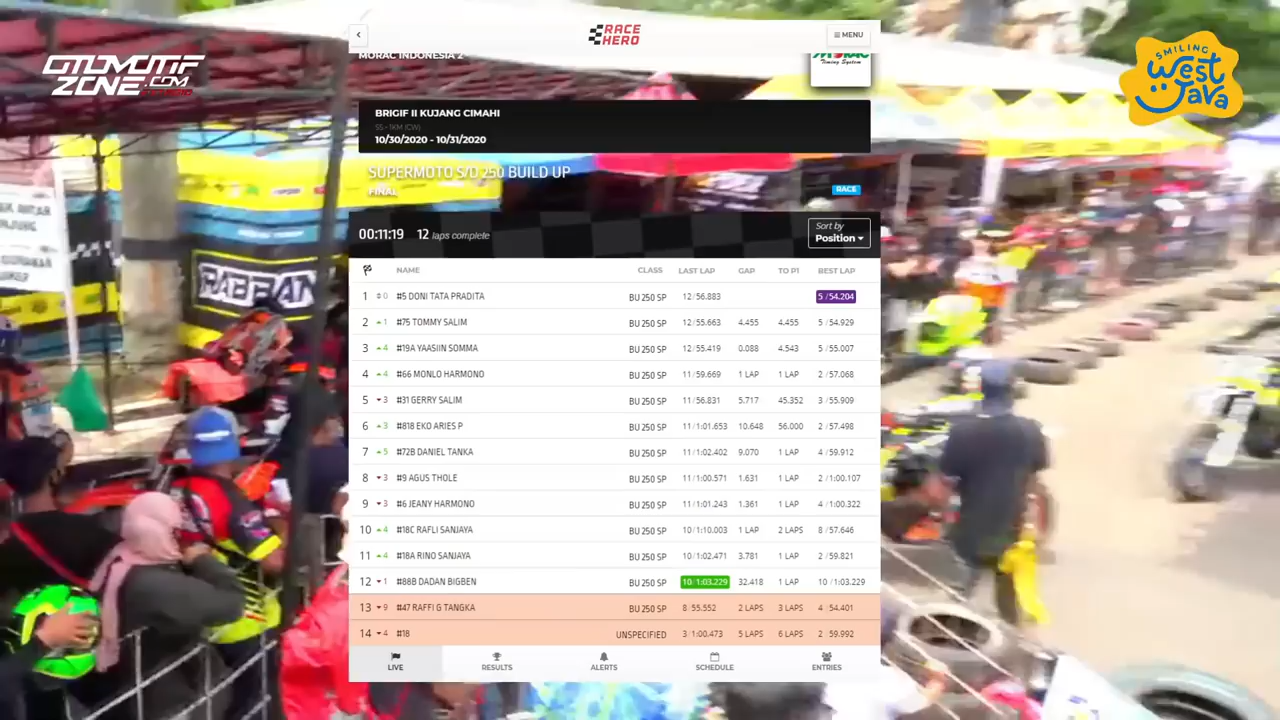 OTOMOTIF
ZONE.COM
SMILING
West
Java
RACE
HERO
MENU
MORAC INDONESIA 2
MORAC
Timing System
BRIGIF II KUJANG CIMAHI
SS - 1KM (CW)
10/30/2020 - 10/31/2020
SUPERMOTO S/D 250 BUILD UP
FINAL
RACE
00:11:19 12 laps complete
Sort by
Position
NAME CLASS LAST LAP GAP TO P1 BEST LAP
1 0 #5 DONI TATA PRADITA BU 250 SP 12/56.883 5/54.204
2 1 #75 TOMMY SALIM BU 250 SP 12/55.663 4.455 4.455 5/54.929
3 4 #19A YAASIIN SOMMA BU 250 SP 12/55.419 0.088 4.543 5/55.007
4 4 #66 MONLO HARMONO BU 250 SP 11/59.669 1 LAP 1 LAP 2/57.068
5 3 #31 GERRY SALIM BU 250 SP 11/56.831 5.717 45.352 3/55.909
6 3 #818 EKO ARIES P BU 250 SP 11/1:01.653 10.648 56.000 2/57.498
7 5 #72B DANIEL TANKA BU 250 SP 11/1:02.402 9.070 1 LAP 4/59.912
8 3 #9 AGUS THOLE BU 250 SP 11/1:00.571 1.631 1 LAP 2/1:00.107
9 3 #6 JEANY HARMONO BU 250 SP 11/1:01.243 1.361 1 LAP 4/1:00.322
10 4 #18C RAFLI SANJAYA BU 250 SP 10/1:10.003 1 LAP 2 LAPS 8/57.646
11 4 #18A RINO SANJAYA BU 250 SP 10/1:02.471 3.781 1 LAP 2/59.821
12 1 #88B DADAN BIGBEN BU 250 SP 10/1:03.229 32.418 1 LAP 10/1:03.229
13 9 #47 RAFFI G TANGKA BU 250 SP 8/55.552 2 LAPS 3 LAPS 4/54.401
14 4 #18 UNSPECIFIED 3/1:00.473 5 LAPS 6 LAPS 2/59.992
LIVE RESULTS ALERTS SCHEDULE ENTRIES